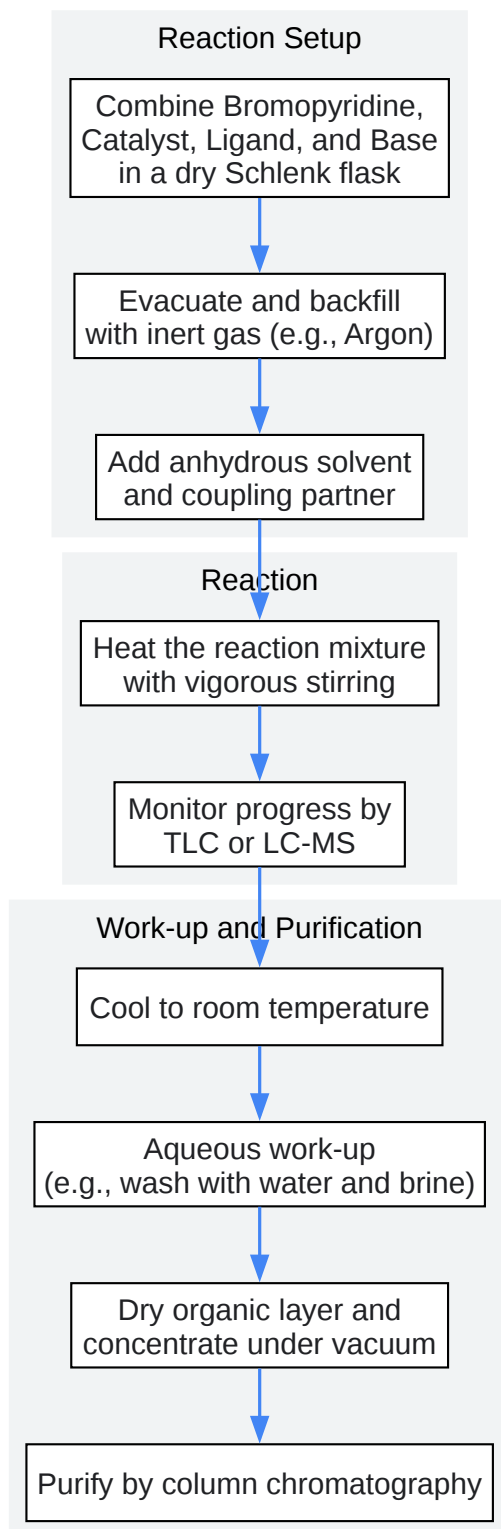 Reaction Setup
Combine Bromopyridine,
Catalyst, Ligand, and Base
in a dry Schlenk flask
Evacuate and backfill
with inert gas (e.g., Argon)
Add anhydrous solvent
and coupling partner
Reaction
Heat the reaction mixture
with vigorous stirring
Monitor progress by
TLC or LC-MS
Work-up and Purification
Cool to room temperature
Aqueous work-up
(e.g., wash with water and brine)
Dry organic layer and
concentrate under vacuum
Purify by column chromatography